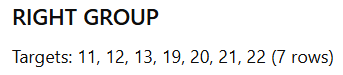 RIGHT GROUP
Targets: 11, 12, 13, 19, 20, 21, 22 (7 rows)